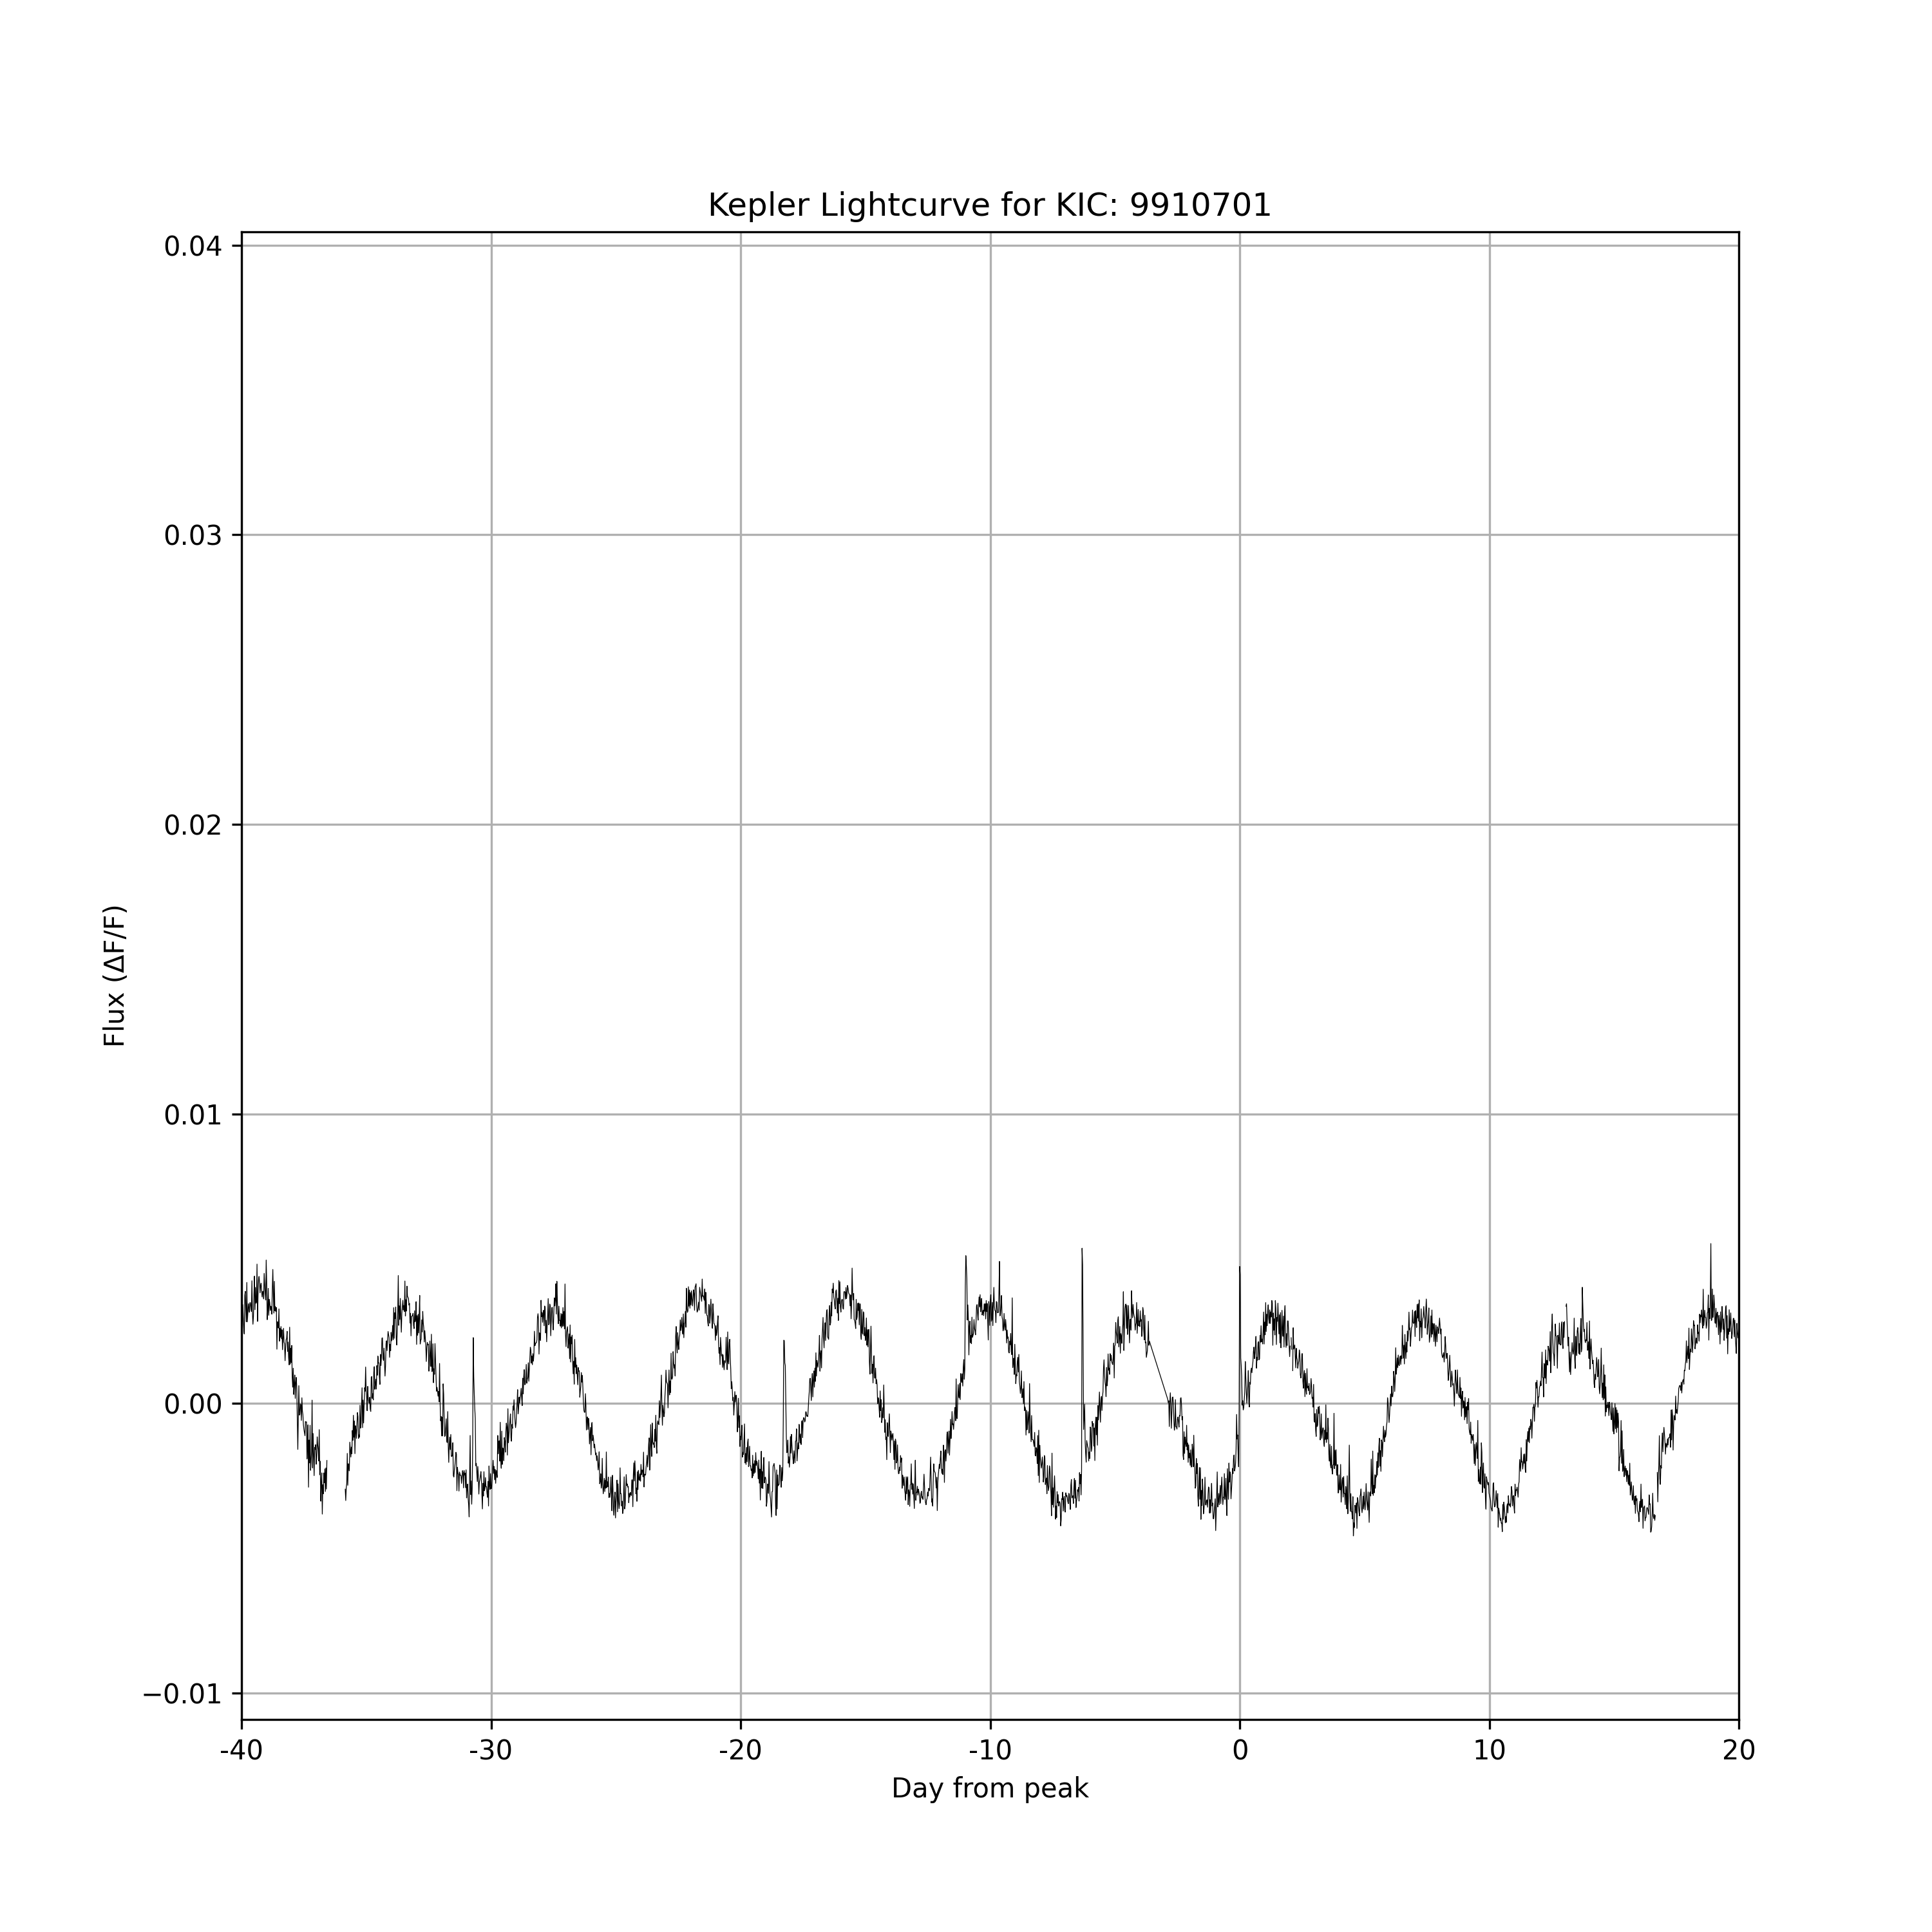 Kepler Lightcurve for KIC: 9910701
0.04
0.03
0.02
0.01
0.00
−0.01
Flux (ΔF/F)
-40 -30 -20 -10 0 10 20
Day from peak